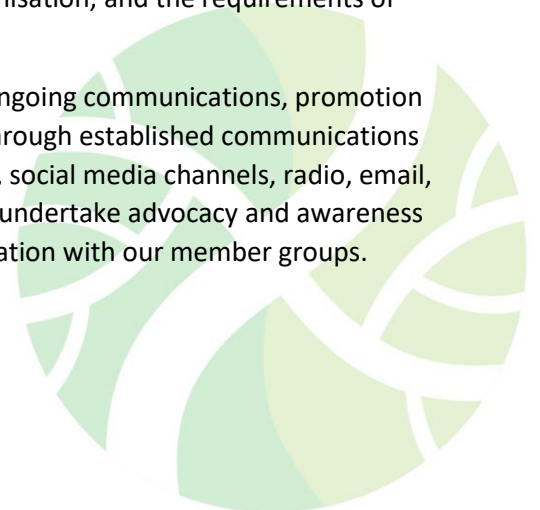 nisation, and the requirements of
ngoing communications, promotion
hrough established communications
, social media channels, radio, email,
undertake advocacy and awareness
ation with our member groups.